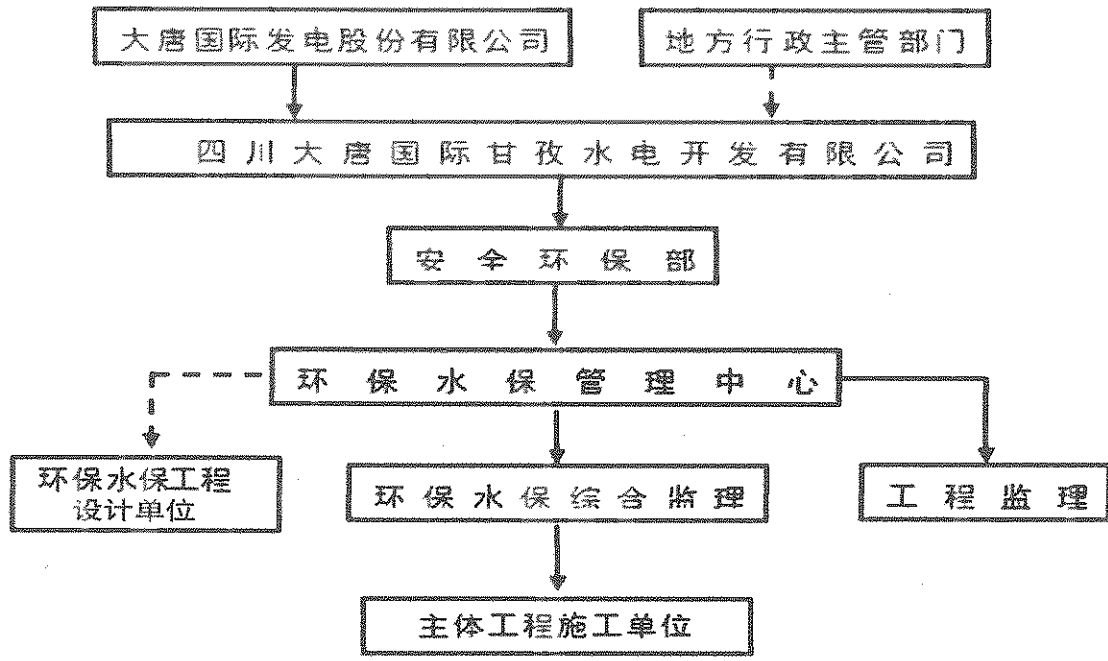 大唐国际发电股份有限公司
地方行政主管部门
四川大唐国际甘孜水电开发有限公司
安全环保部
环保水保管理中心
环保水保工程
设计单位
环保水保综合监理
工程监理
主体工程施工单位